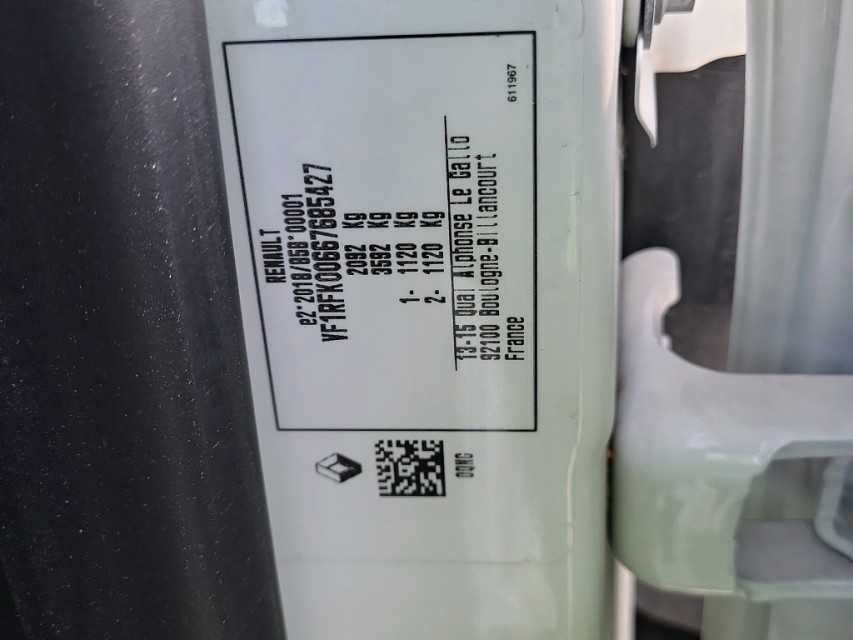 RENAULT
e2*2018/858*00001
VF1RFK00667685427
2092 Kg
3592 Kg
1- 1120 Kg
2- 1120 Kg
13-15 Quai Alphonse Le Gallo
92100 Boulogne-Billancourt
France
611967